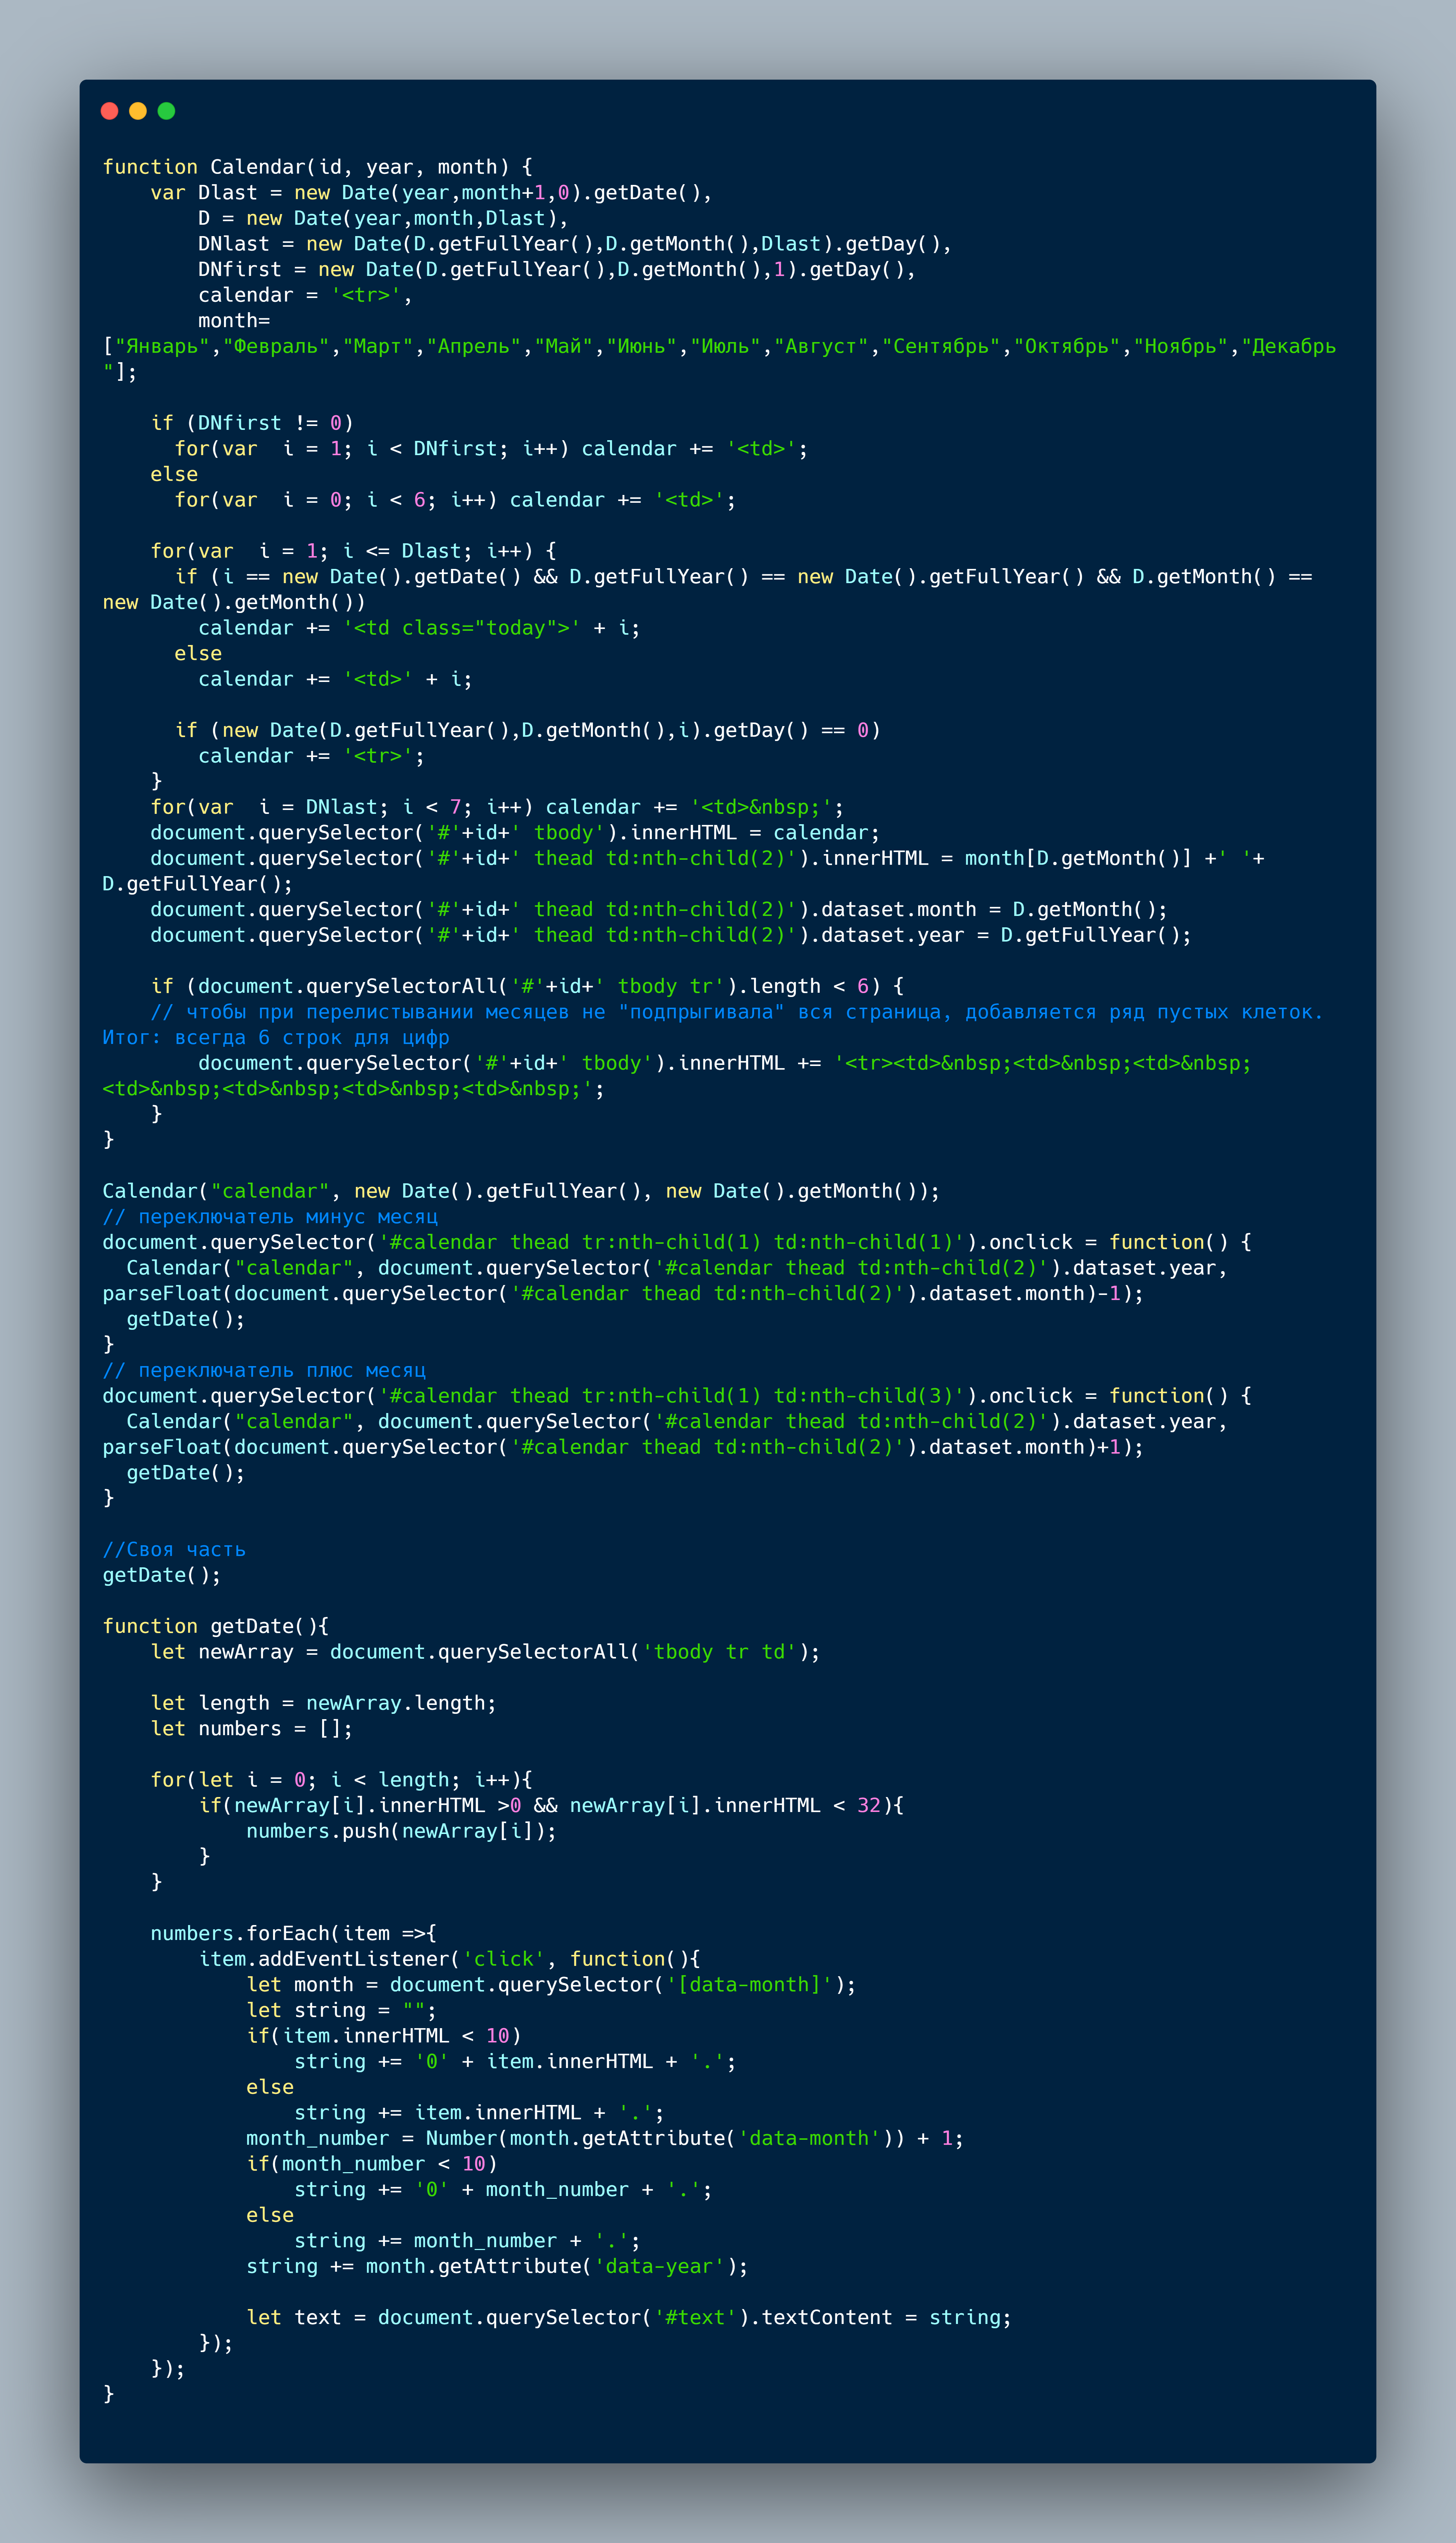 function Calendar(id, year, month) {
    var Dlast = new Date(year,month+1,0).getDate(),
        D = new Date(year,month,Dlast),
        DNlast = new Date(D.getFullYear(),D.getMonth(),Dlast).getDay(),
        DNfirst = new Date(D.getFullYear(),D.getMonth(),1).getDay(),
        calendar = '<tr>',
        month=
["Январь","Февраль","Март","Апрель","Май","Июнь","Июль","Август","Сентябрь","Октябрь","Ноябрь","Декабрь
"];

    if (DNfirst != 0)
      for(var  i = 1; i < DNfirst; i++) calendar += '<td>';
    else
      for(var  i = 0; i < 6; i++) calendar += '<td>';

    for(var  i = 1; i <= Dlast; i++) {
      if (i == new Date().getDate() && D.getFullYear() == new Date().getFullYear() && D.getMonth() ==
new Date().getMonth())
        calendar += '<td class="today">' + i;
      else
        calendar += '<td>' + i;

      if (new Date(D.getFullYear(),D.getMonth(),i).getDay() == 0)
        calendar += '<tr>';
    }
    for(var  i = DNlast; i < 7; i++) calendar += '<td>&nbsp;';
    document.querySelector('#'+id+' tbody').innerHTML = calendar;
    document.querySelector('#'+id+' thead td:nth-child(2)').innerHTML = month[D.getMonth()] +' '+
D.getFullYear();
    document.querySelector('#'+id+' thead td:nth-child(2)').dataset.month = D.getMonth();
    document.querySelector('#'+id+' thead td:nth-child(2)').dataset.year = D.getFullYear();

    if (document.querySelectorAll('#'+id+' tbody tr').length < 6) {
    // чтобы при перелистывании месяцев не "подпрыгивала" вся страница, добавляется ряд пустых клеток.
Итог: всегда 6 строк для цифр
        document.querySelector('#'+id+' tbody').innerHTML += '<tr><td>&nbsp;<td>&nbsp;<td>&nbsp;
<td>&nbsp;<td>&nbsp;<td>&nbsp;<td>&nbsp;';
    }
}

Calendar("calendar", new Date().getFullYear(), new Date().getMonth());
// переключатель минус месяц
document.querySelector('#calendar thead tr:nth-child(1) td:nth-child(1)').onclick = function() {
  Calendar("calendar", document.querySelector('#calendar thead td:nth-child(2)').dataset.year,
parseFloat(document.querySelector('#calendar thead td:nth-child(2)').dataset.month)-1);
  getDate();
}
// переключатель плюс месяц
document.querySelector('#calendar thead tr:nth-child(1) td:nth-child(3)').onclick = function() {
  Calendar("calendar", document.querySelector('#calendar thead td:nth-child(2)').dataset.year,
parseFloat(document.querySelector('#calendar thead td:nth-child(2)').dataset.month)+1);
  getDate();
}

//Своя часть
getDate();

function getDate(){
    let newArray = document.querySelectorAll('tbody tr td');

    let length = newArray.length;
    let numbers = [];

    for(let i = 0; i < length; i++){
        if(newArray[i].innerHTML >0 && newArray[i].innerHTML < 32){
            numbers.push(newArray[i]);
        }
    }

    numbers.forEach(item =>{
        item.addEventListener('click', function(){
            let month = document.querySelector('[data-month]');
            let string = "";
            if(item.innerHTML < 10)
                string += '0' + item.innerHTML + '.';
            else
                string += item.innerHTML + '.';
            month_number = Number(month.getAttribute('data-month')) + 1;
            if(month_number < 10)
                string += '0' + month_number + '.';
            else
                string += month_number + '.';
            string += month.getAttribute('data-year');

            let text = document.querySelector('#text').textContent = string;
        });
    });
}